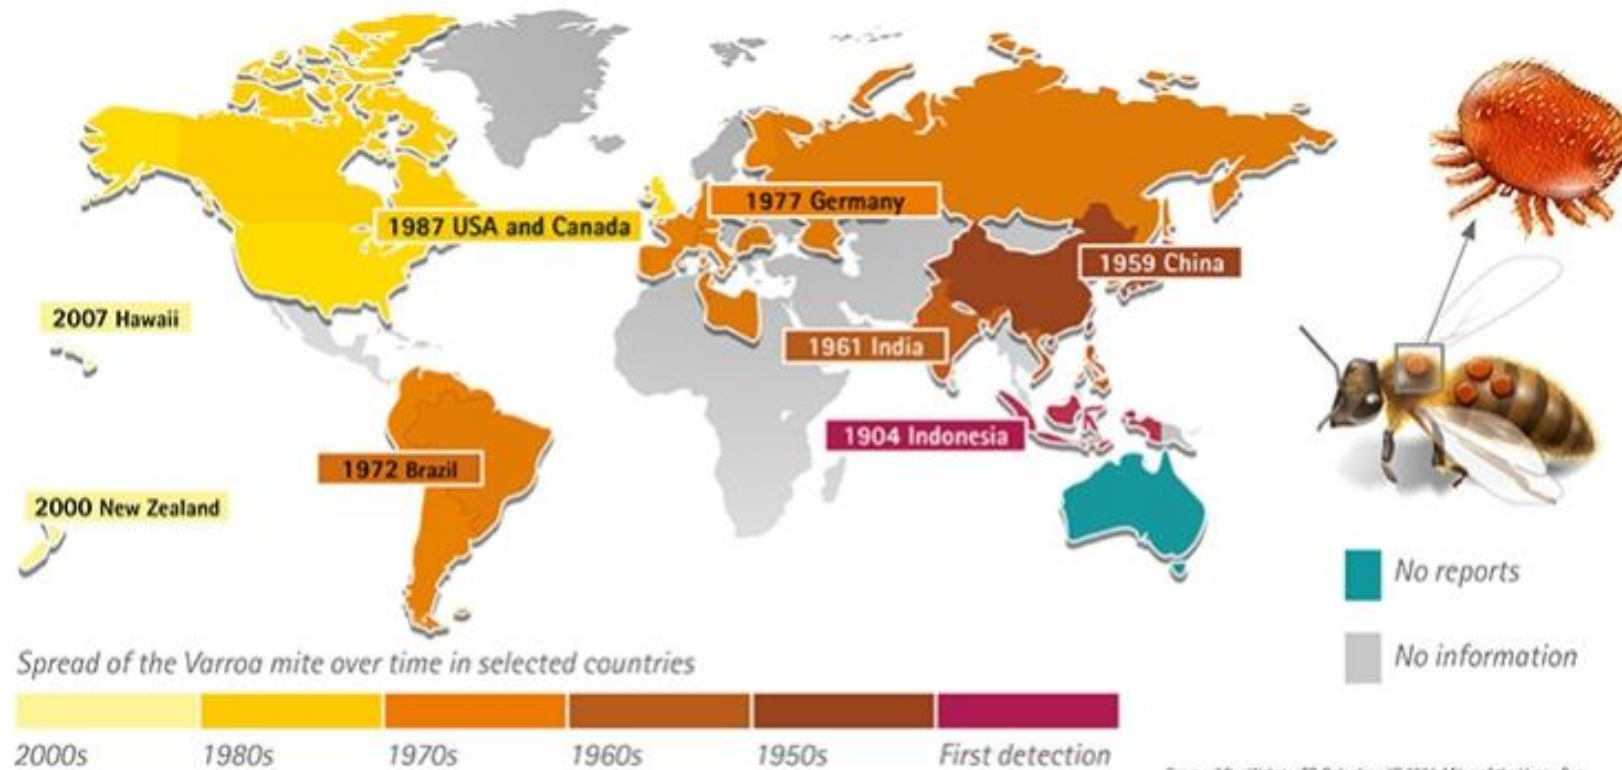 1987 USA and Canada
1977 Germany
1959 China
2007 Hawaii
1961 India
1904 Indonesia
1972 Brazil
2000 New Zealand
No reports
No information
Spread of the Varroa mite over time in selected countries
2000s 1980s 1970s 1960s 1950s First detection